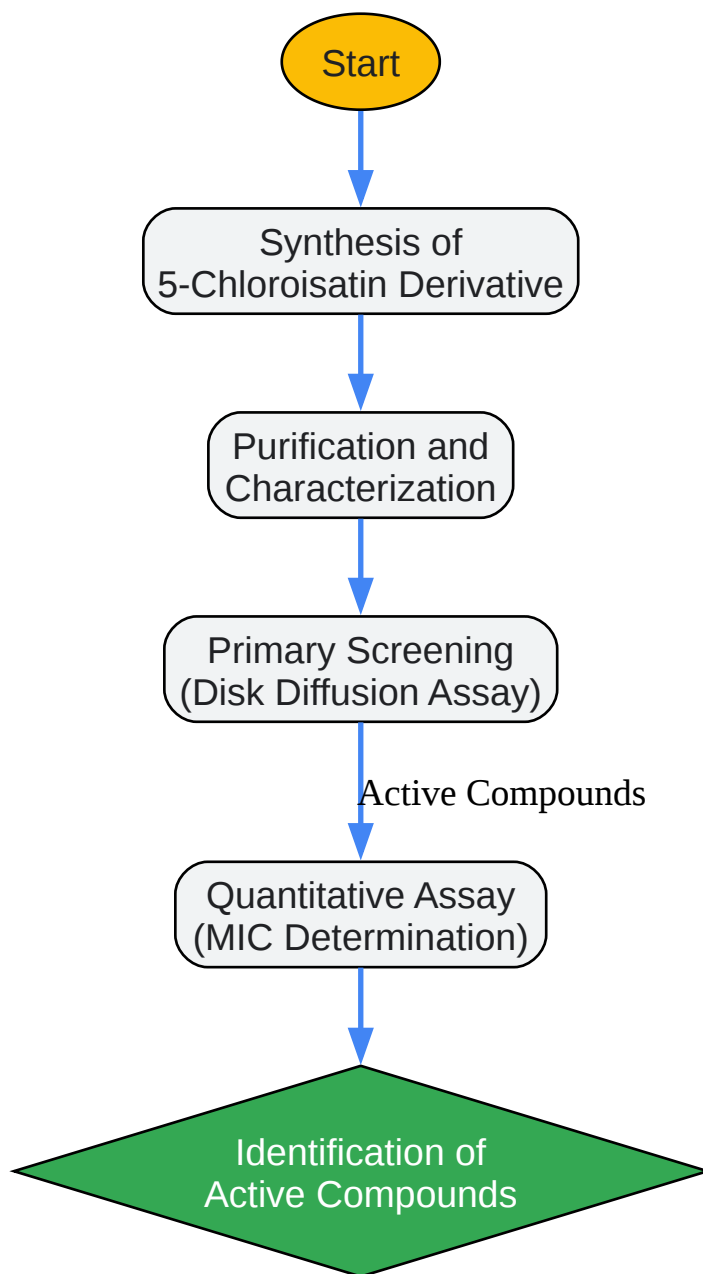 Start
Synthesis of
5-Chloroisatin Derivative
Purification and
Characterization
Primary Screening
(Disk Diffusion Assay)
Active Compounds
Quantitative Assay
(MIC Determination)
Identification of
Active Compounds